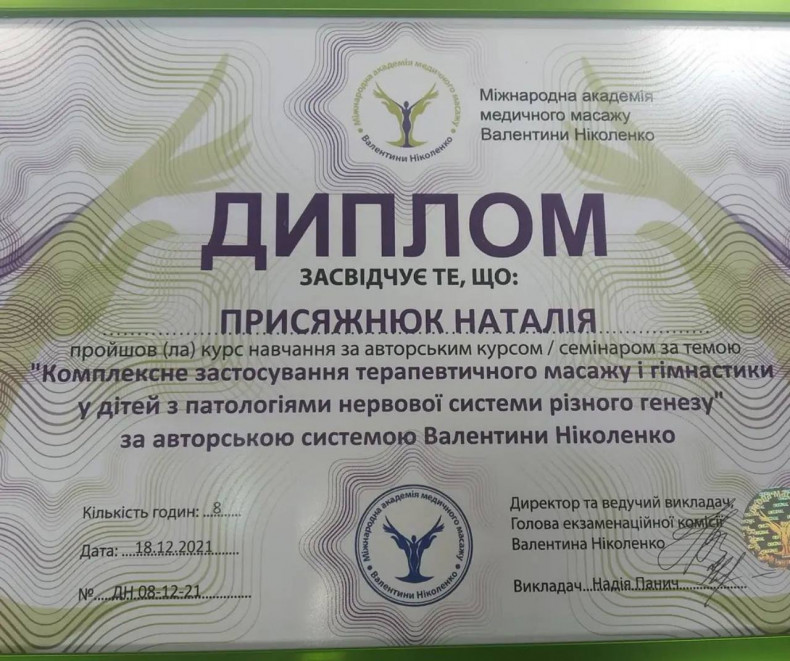 Міжнародна академія медичного масажу
Валентини Ніколенко
Міжнародна академія
медичного масажу
Валентини Ніколенко
ДИПЛОМ
ЗАСВІДЧУЄ ТЕ, ЩО:
ПРИСЯЖНЮК НАТАЛІЯ
пройшов (ла) курс навчання за авторським курсом / семінаром за темою
"Комплексне застосування терапевтичного масажу і гімнастики
у дітей з патологіями нервової системи різного генезу"
за авторською системою Валентини Ніколенко
Кількість годин: 8
Дата: 18.12.2021
№ ДН 08-12-21
Міжнародна академія медичного масажу
Валентини Ніколенко
Директор та ведучий викладач,
Голова екзаменаційної комісії
Валентина Ніколенко
Викладач Надія Панич